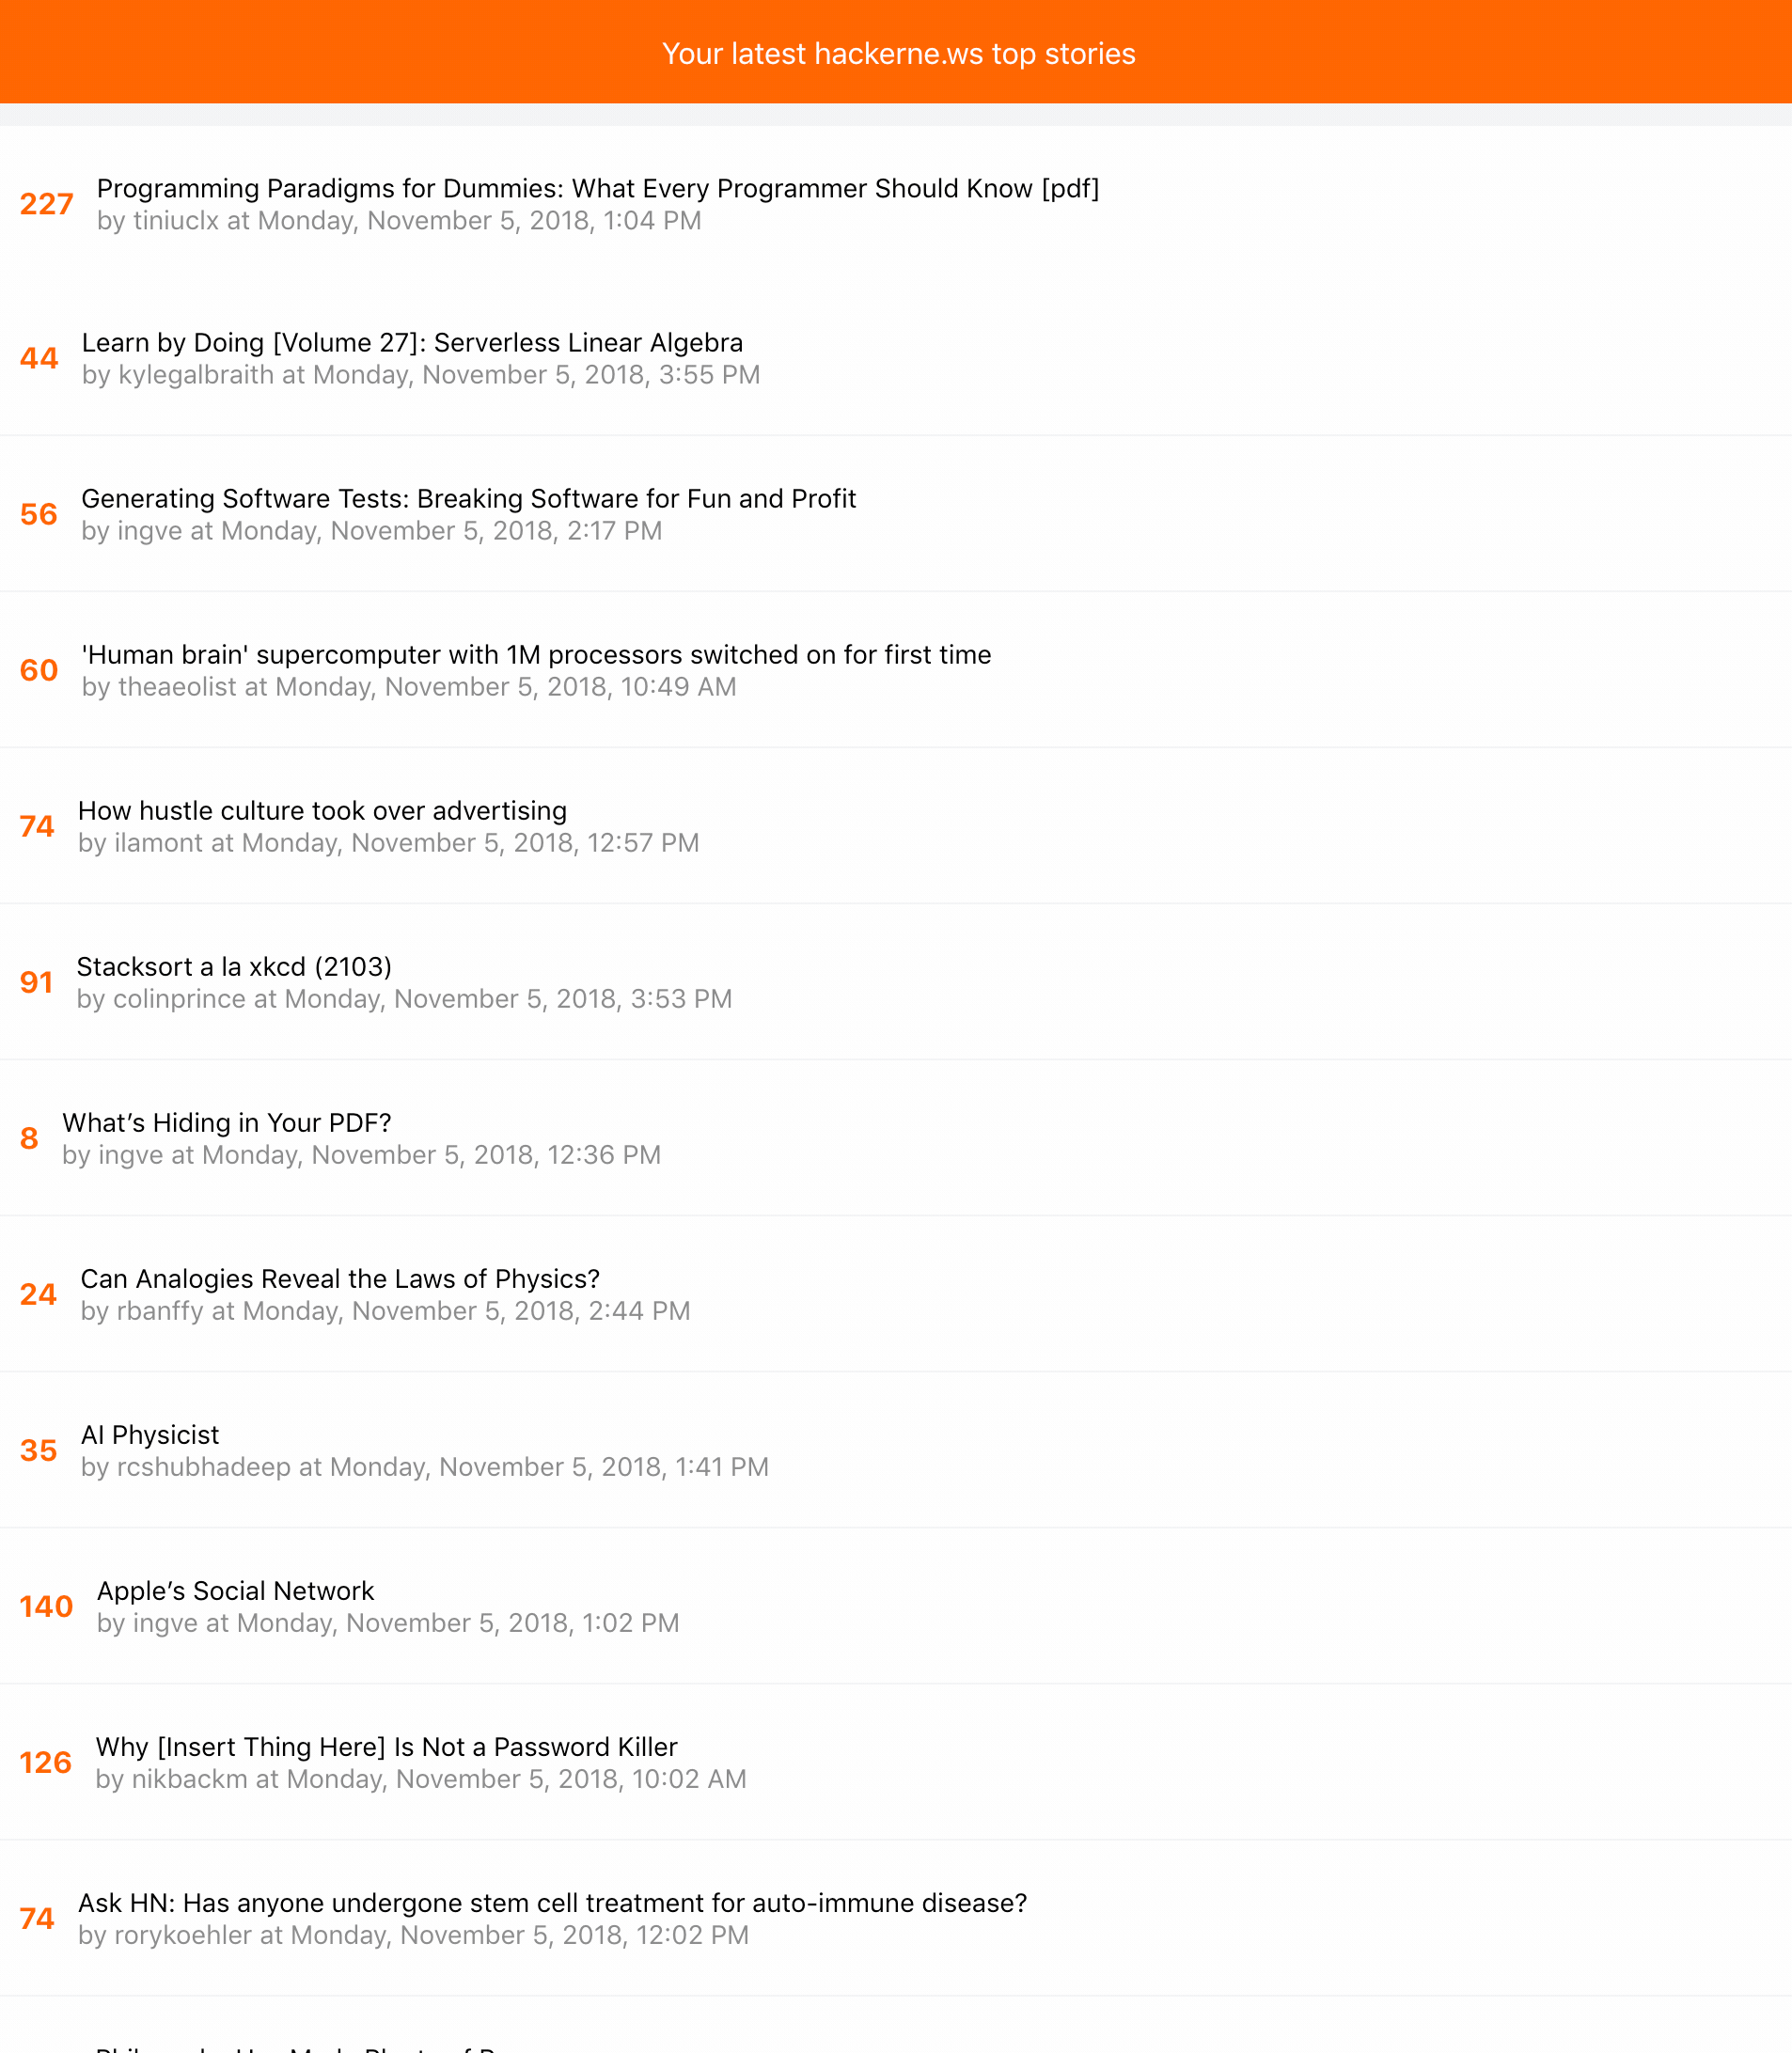 Your latest hackerne.ws top stories
227
Programming Paradigms for Dummies: What Every Programmer Should Know [pdf]
by tiniuclx at Monday, November 5, 2018, 1:04 PM
44
Learn by Doing [Volume 27]: Serverless Linear Algebra
by kylegalbraith at Monday, November 5, 2018, 3:55 PM
56
Generating Software Tests: Breaking Software for Fun and Profit
by ingve at Monday, November 5, 2018, 2:17 PM
60
'Human brain' supercomputer with 1M processors switched on for first time
by theaeolist at Monday, November 5, 2018, 10:49 AM
74
How hustle culture took over advertising
by ilamont at Monday, November 5, 2018, 12:57 PM
91
Stacksort a la xkcd (2103)
by colinprince at Monday, November 5, 2018, 3:53 PM
8
What’s Hiding in Your PDF?
by ingve at Monday, November 5, 2018, 12:36 PM
24
Can Analogies Reveal the Laws of Physics?
by rbanffy at Monday, November 5, 2018, 2:44 PM
35
AI Physicist
by rcshubhadeep at Monday, November 5, 2018, 1:41 PM
140
Apple’s Social Network
by ingve at Monday, November 5, 2018, 1:02 PM
126
Why [Insert Thing Here] Is Not a Password Killer
by nikbackm at Monday, November 5, 2018, 10:02 AM
74
Ask HN: Has anyone undergone stem cell treatment for auto-immune disease?
by rorykoehler at Monday, November 5, 2018, 12:02 PM